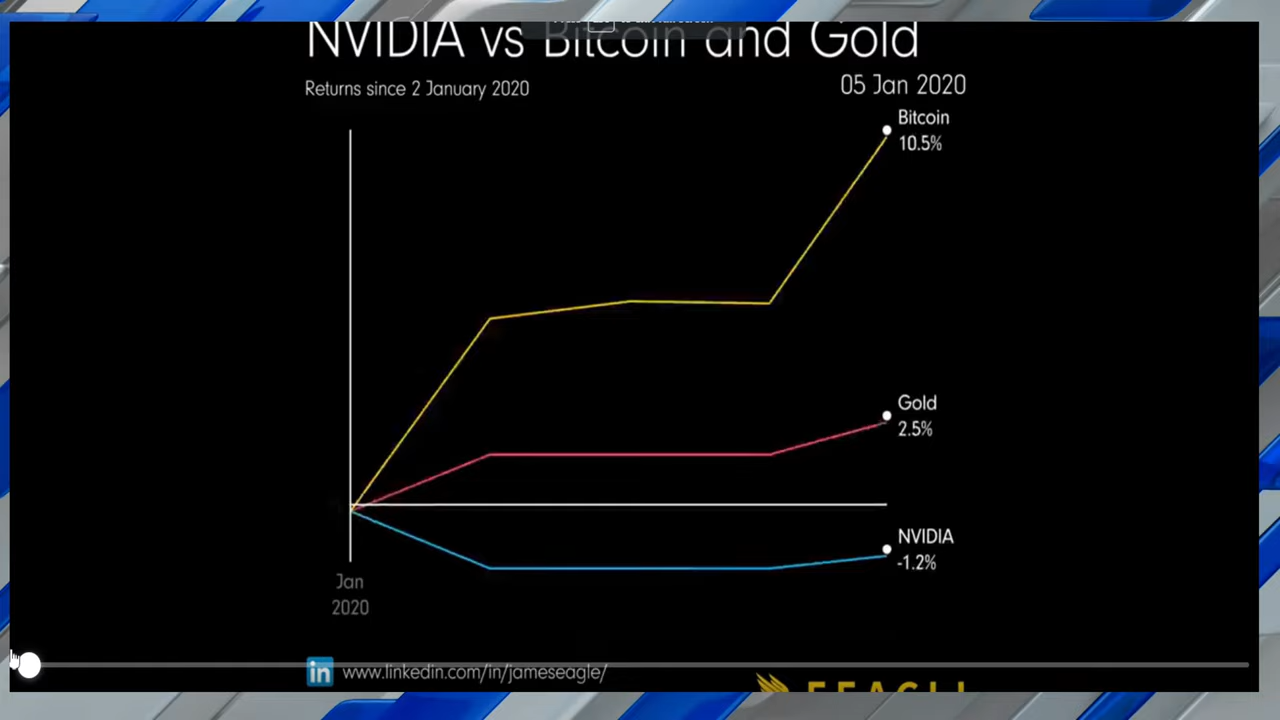 NVIDIA vs Bitcoin and Gold
Returns since 2 January 2020
05 Jan 2020
Bitcoin
10.5%
Gold
2.5%
NVIDIA
-1.2%
Jan
2020
in www.linkedin.com/in/jameseagle/